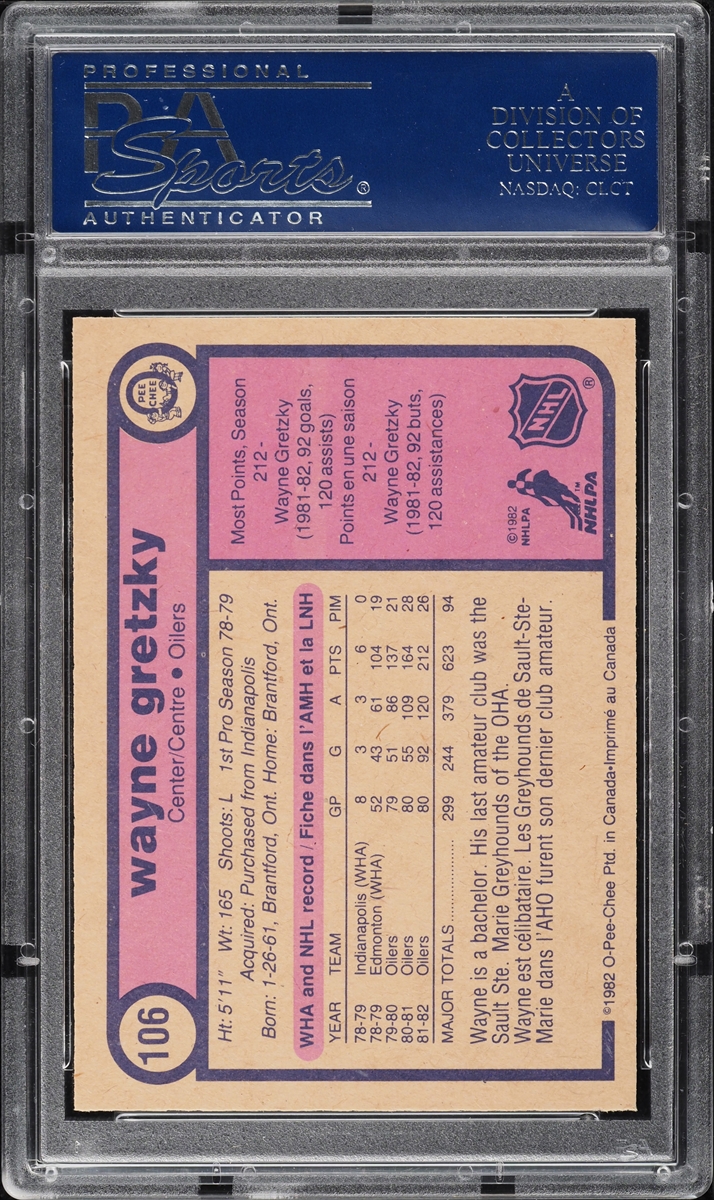 PROFESSIONAL
PSA
Sports®
AUTHENTICATOR
A
DIVISION OF
COLLECTORS
UNIVERSE
NASDAQ: CLCT
106
wayne gretzky
Center/Centre • Oilers
O
PEE
CHEE
Ht: 5'11" Wt: 165 Shoots: L 1st Pro Season 78-79
Acquired: Purchased from Indianapolis
Born: 1-26-61, Brantford, Ont. Home: Brantford, Ont.
WHA and NHL record / Fiche dans l'AMH et la LNH
YEAR TEAM GP G A PTS PIM
78-79 Indianapolis (WHA) 8 3 3 6 0
78-79 Edmonton (WHA) 52 43 61 104 19
79-80 Oilers 79 51 86 137 21
80-81 Oilers 80 55 109 164 28
81-82 Oilers 80 92 120 212 26
MAJOR TOTALS .................. 299 244 379 623 94
Wayne is a bachelor. His last amateur club was the
Sault Ste. Marie Greyhounds of the OHA.
Wayne est célibataire. Les Greyhounds de Sault-Ste-
Marie dans l'AHO furent son dernier club amateur.
Most Points, Season
212 -
Wayne Gretzky
(1981-82, 92 goals,
120 assists)
Points en une saison
212 -
Wayne Gretzky
(1981-82, 92 buts,
120 assistances)
©1982
NHLPA
™
NHLPA
NHL
®
©1982 O-Pee-Chee Ptd. in Canada•Imprimé au Canada